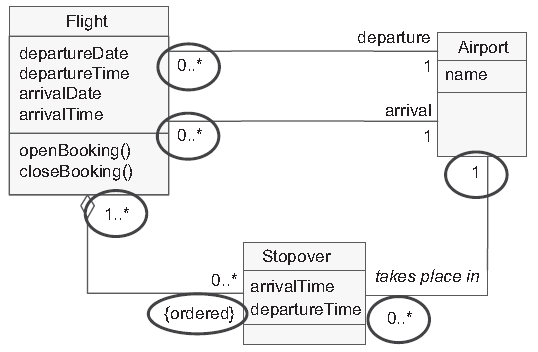 Flight
departureDate
departureTime
arrivalDate
arrivalTime
openBooking()
closeBooking()
departure
0..*
1
Airport
name
arrival
0..*
1
1..*
1
0..*
{ordered}
Stopover
arrivalTime
departureTime
takes place in
0..*